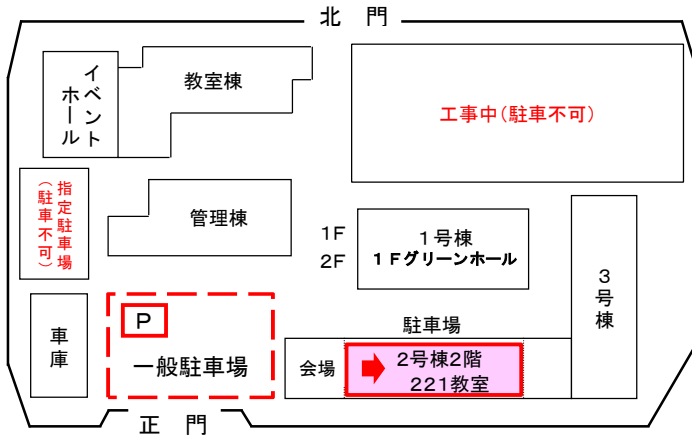 北 門
イベント
ホール
教室棟
工事中(駐車不可)
指定駐車場
(駐車不可)
管理棟
1F
2F
1号棟
1Fグリーンホール
3号棟
車庫
P
一般駐車場
駐車場
会場
2号棟2階
221教室
正 門